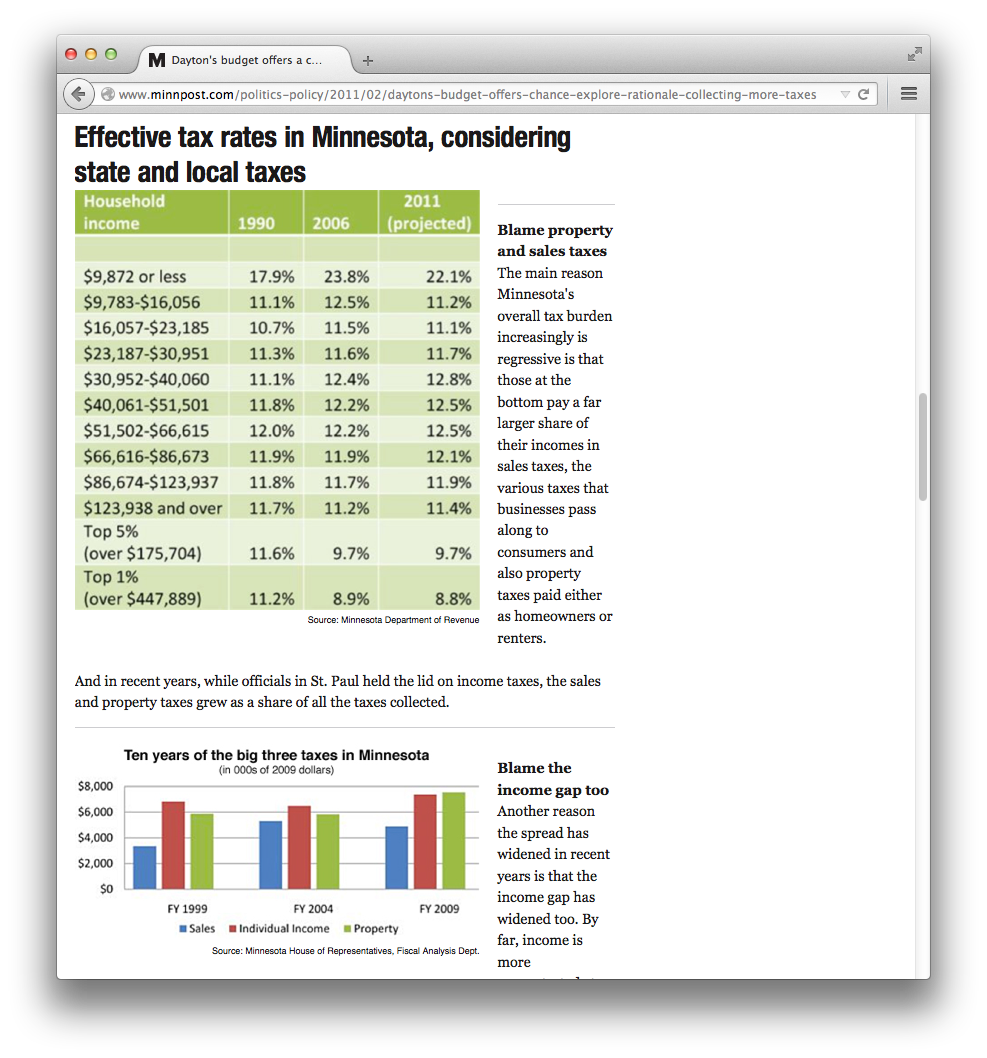 Dayton's budget offers a c...
www.minnpost.com/politics-policy/2011/02/daytons-budget-offers-chance-explore-rationale-collecting-more-taxes
Effective tax rates in Minnesota, considering
state and local taxes
Household income 1990 2006 2011 (projected)
$9,872 or less 17.9% 23.8% 22.1%
$9,783-$16,056 11.1% 12.5% 11.2%
$16,057-$23,185 10.7% 11.5% 11.1%
$23,187-$30,951 11.3% 11.6% 11.7%
$30,952-$40,060 11.1% 12.4% 12.8%
$40,061-$51,501 11.8% 12.2% 12.5%
$51,502-$66,615 12.0% 12.2% 12.5%
$66,616-$86,673 11.9% 11.9% 12.1%
$86,674-$123,937 11.8% 11.7% 11.9%
$123,938 and over 11.7% 11.2% 11.4%
Top 5%
(over $175,704) 11.6% 9.7% 9.7%
Top 1%
(over $447,889) 11.2% 8.9% 8.8%
Source: Minnesota Department of Revenue
Blame property
and sales taxes
The main reason
Minnesota's
overall tax burden
increasingly is
regressive is that
those at the
bottom pay a far
larger share of
their incomes in
sales taxes, the
various taxes that
businesses pass
along to
consumers and
also property
taxes paid either
as homeowners or
renters.
And in recent years, while officials in St. Paul held the lid on income taxes, the sales
and property taxes grew as a share of all the taxes collected.
Ten years of the big three taxes in Minnesota
(in 000s of 2009 dollars)
$8,000
$6,000
$4,000
$2,000
$0
FY 1999 FY 2004 FY 2009
Sales Individual Income Property
Source: Minnesota House of Representatives, Fiscal Analysis Dept.
Blame the
income gap too
Another reason
the spread has
widened in recent
years is that the
income gap has
widened too. By
far, income is
more